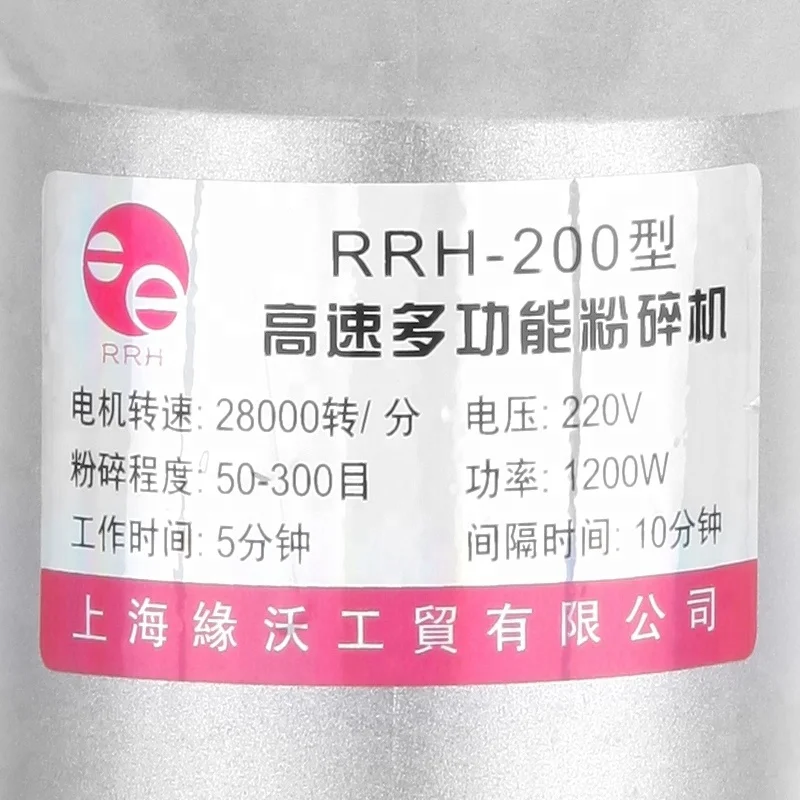 RRH-200型
高速多功能粉碎机
RRH
电机转速: 28000转/ 分 电压: 220V
粉碎程度: 50-300目 功率: 1200W
工作时间: 5分钟 间隔时间: 10分钟
上海緣沃工貿有限公司